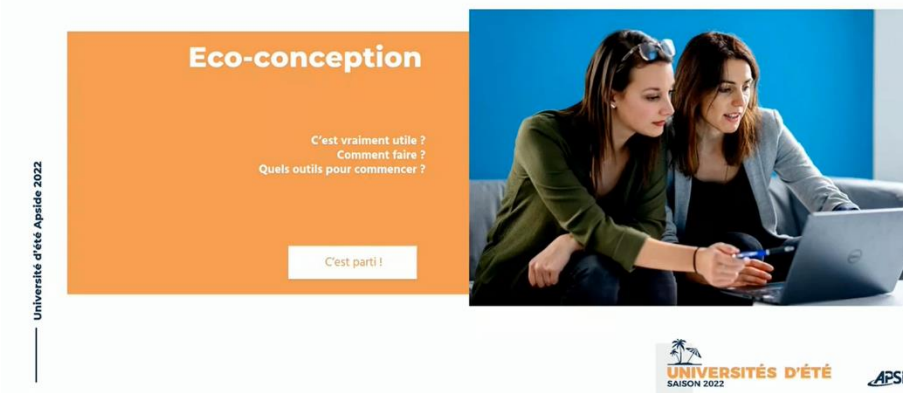 Eco-conception
C'est vraiment utile ?
Comment faire ?
Quels outils pour commencer ?
C'est parti !
Université d'été Apside 2022
UNIVERSITÉS D'ÉTÉ
SAISON 2022